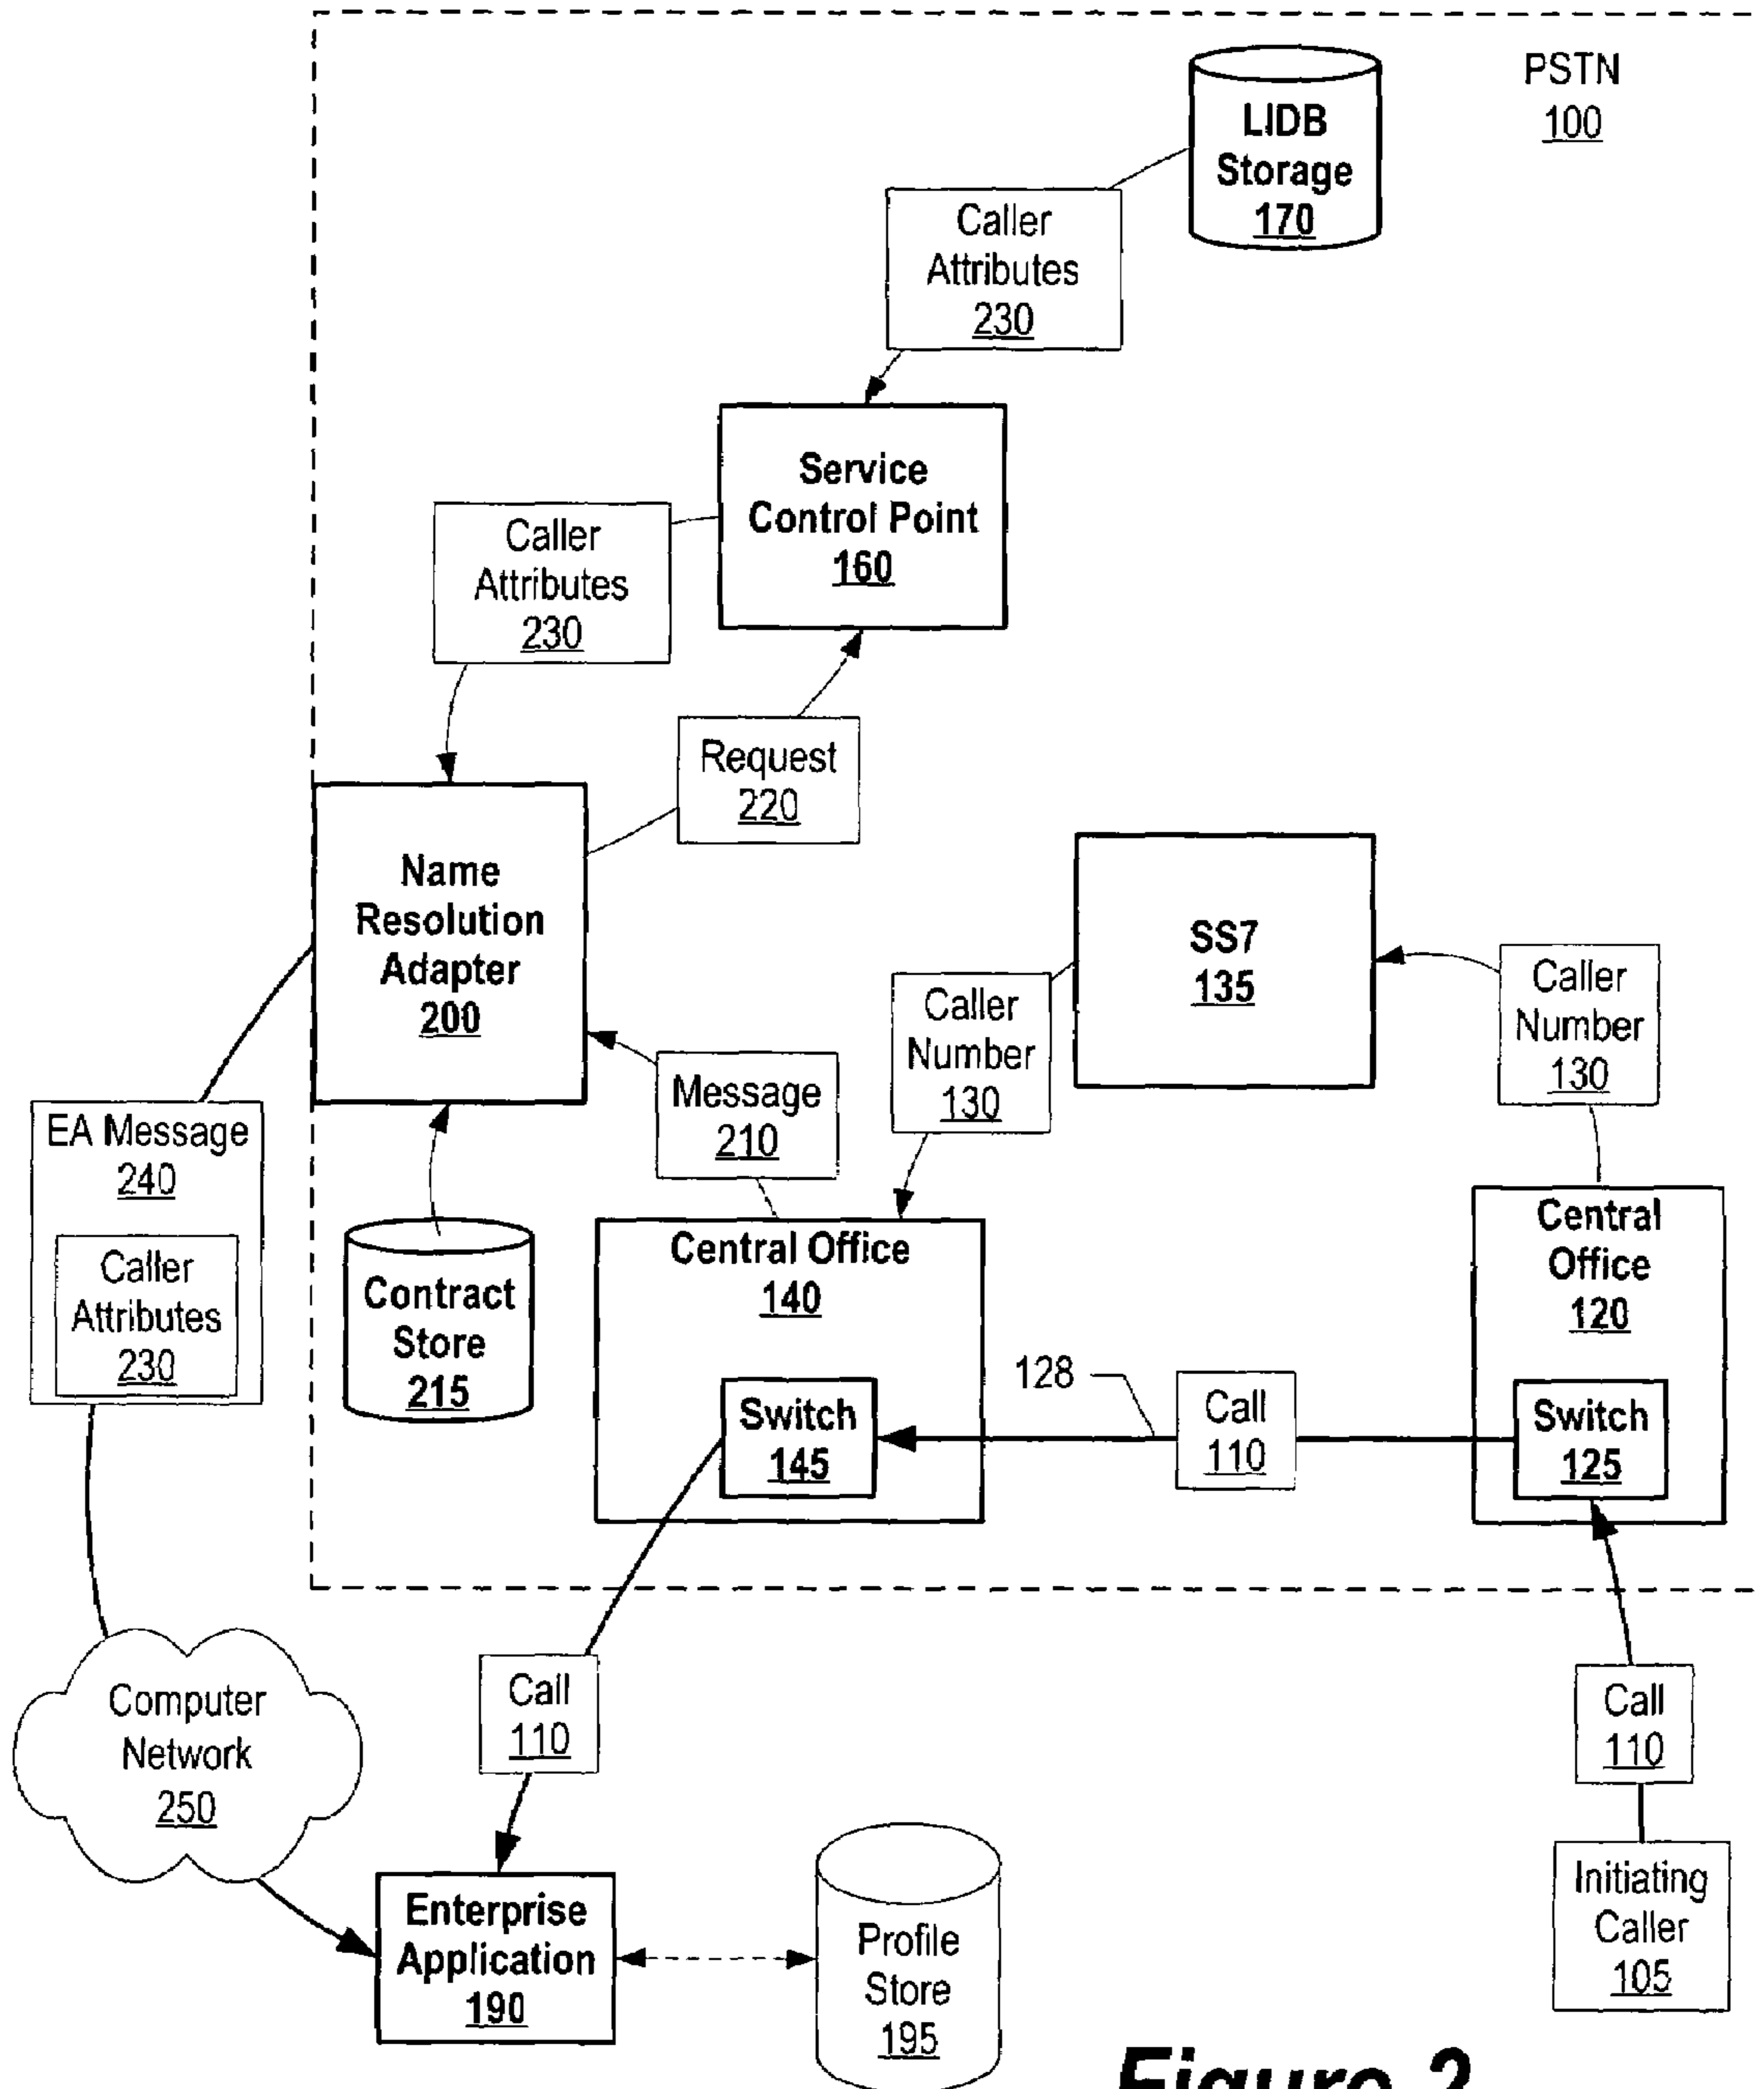 PSTN
100
LIDB
Storage
170
Caller
Attributes
230
Service
Control Point
160
Caller
Attributes
230
Request
220
Name
Resolution
Adapter
200
SS7
135
Caller
Number
130
Caller
Number
130
Message
210
EA Message
240
Caller
Attributes
230
Contract
Store
215
Central Office
140
Switch
145
128
Call
110
Central
Office
120
Switch
125
Computer
Network
250
Call
110
Call
110
Enterprise
Application
190
Profile
Store
195
Initiating
Caller
105
Figure 2